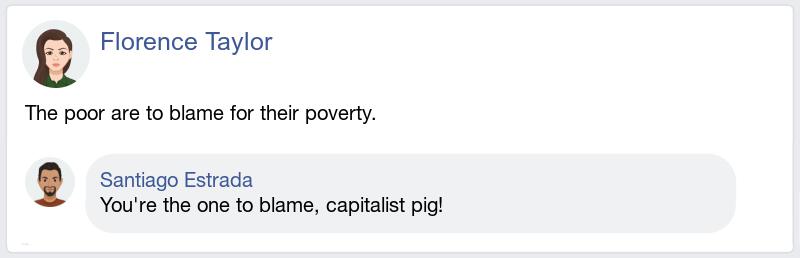 Florence Taylor
The poor are to blame for their poverty.
Santiago Estrada
You're the one to blame, capitalist pig!